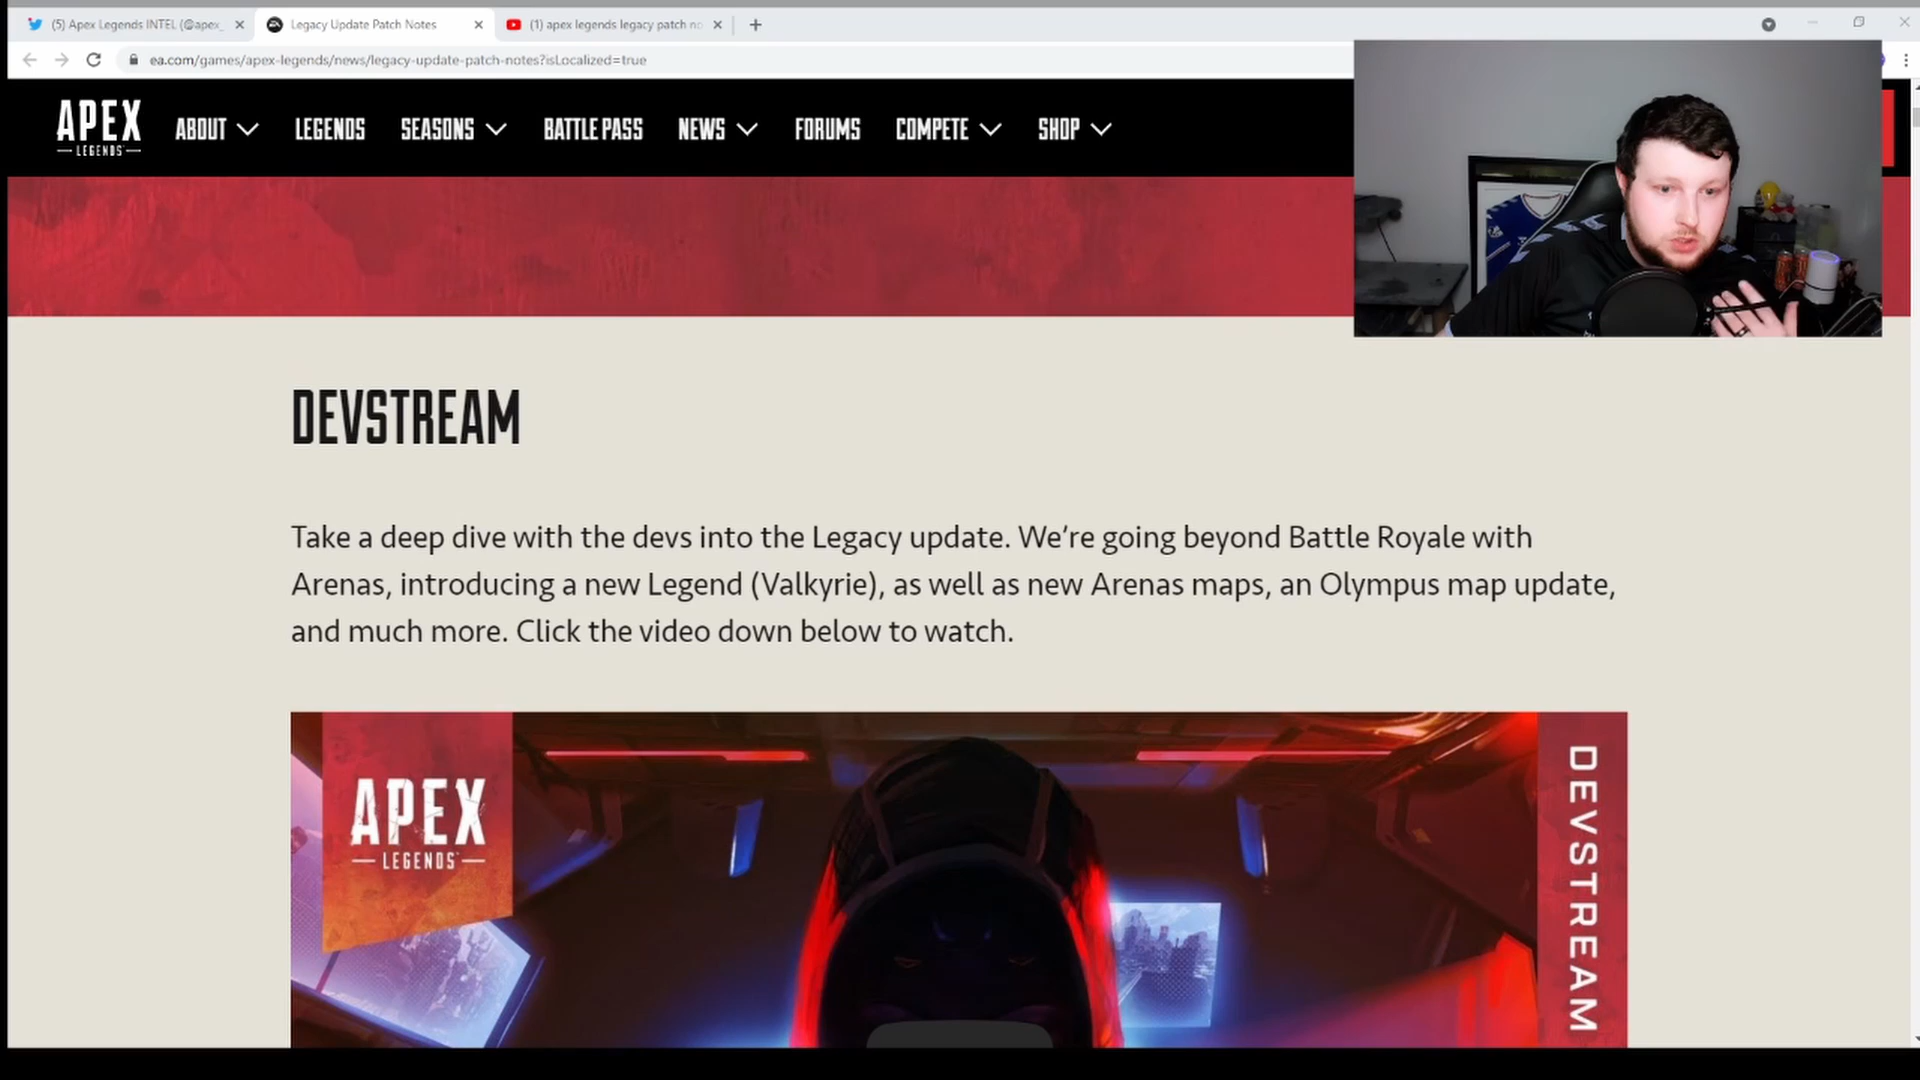 (5) Apex Legends INTEL (@apex_
Legacy Update Patch Notes
(1) apex legends legacy patch no
ea.com/games/apex-legends/news/legacy-update-patch-notes?isLocalized=true
APEX
LEGENDS
ABOUT
LEGENDS
SEASONS
BATTLE PASS
NEWS
FORUMS
COMPETE
SHOP
DEVSTREAM
Take a deep dive with the devs into the Legacy update. We’re going beyond Battle Royale with
Arenas, introducing a new Legend (Valkyrie), as well as new Arenas maps, an Olympus map update,
and much more. Click the video down below to watch.
APEX
LEGENDS
DEVSTREAM